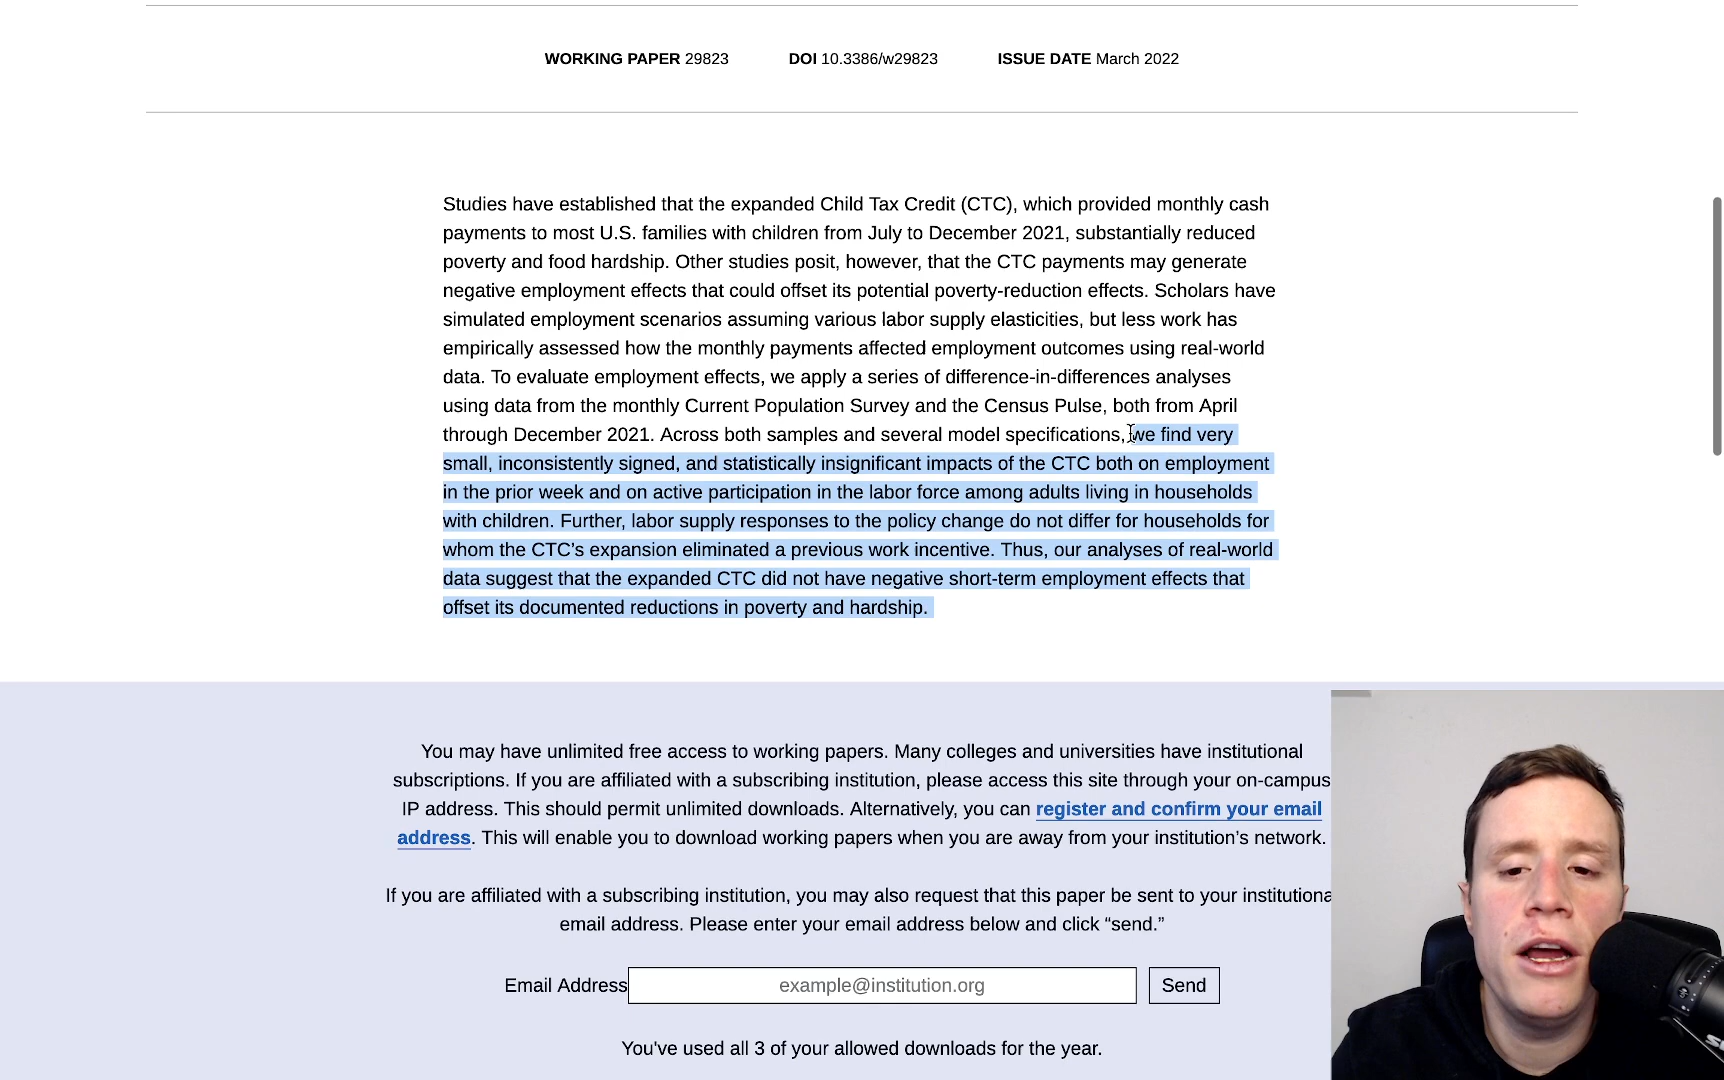 WORKING PAPER 29823 DOI 10.3386/w29823 ISSUE DATE March 2022
Studies have established that the expanded Child Tax Credit (CTC), which provided monthly cash
payments to most U.S. families with children from July to December 2021, substantially reduced
poverty and food hardship. Other studies posit, however, that the CTC payments may generate
negative employment effects that could offset its potential poverty-reduction effects. Scholars have
simulated employment scenarios assuming various labor supply elasticities, but less work has
empirically assessed how the monthly payments affected employment outcomes using real-world
data. To evaluate employment effects, we apply a series of difference-in-differences analyses
using data from the monthly Current Population Survey and the Census Pulse, both from April
through December 2021. Across both samples and several model specifications, we find very
small, inconsistently signed, and statistically insignificant impacts of the CTC both on employment
in the prior week and on active participation in the labor force among adults living in households
with children. Further, labor supply responses to the policy change do not differ for households for
whom the CTC’s expansion eliminated a previous work incentive. Thus, our analyses of real-world
data suggest that the expanded CTC did not have negative short-term employment effects that
offset its documented reductions in poverty and hardship.
You may have unlimited free access to working papers. Many colleges and universities have institutional
subscriptions. If you are affiliated with a subscribing institution, please access this site through your on-campus
IP address. This should permit unlimited downloads. Alternatively, you can register and confirm your email
address. This will enable you to download working papers when you are away from your institution’s network.
If you are affiliated with a subscribing institution, you may also request that this paper be sent to your institutiona
email address. Please enter your email address below and click “send.”
Email Address example@institution.org Send
You've used all 3 of your allowed downloads for the year.